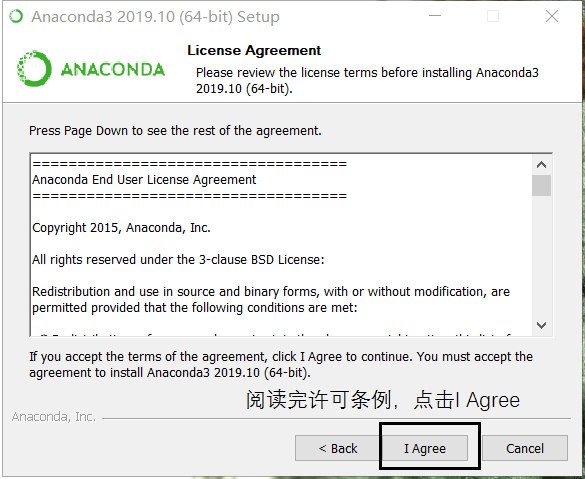 Anaconda3 2019.10 (64-bit) Setup
ANACONDA
License Agreement
Please review the license terms before installing Anaconda3
2019.10 (64-bit).
Press Page Down to see the rest of the agreement.
===================================
Anaconda End User License Agreement
===================================
Copyright 2015, Anaconda, Inc.
All rights reserved under the 3-clause BSD License:
Redistribution and use in source and binary forms, with or without modification, are
permitted provided that the following conditions are met:
If you accept the terms of the agreement, click I Agree to continue. You must accept the
agreement to install Anaconda3 2019.10 (64-bit).
阅读完许可条例，点击I Agree
Anaconda, Inc.
< Back
I Agree
Cancel